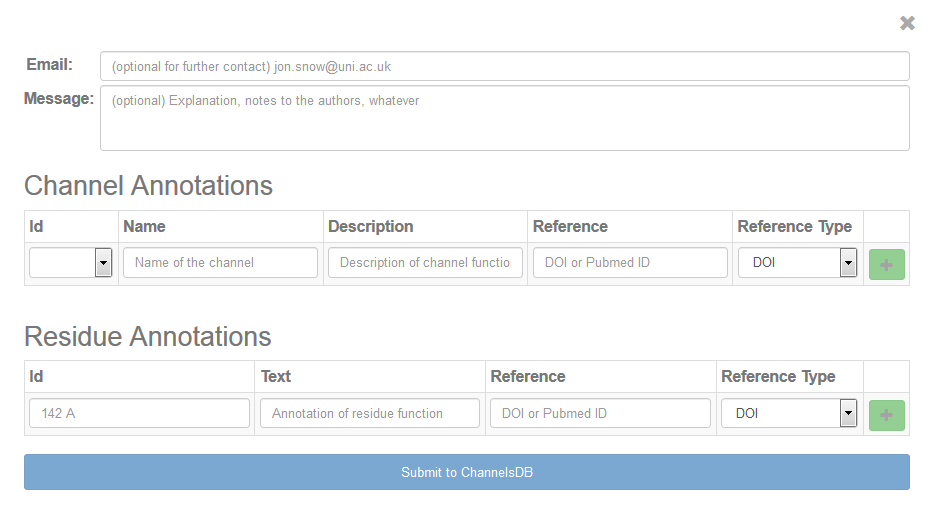 Email:
(optional for further contact) jon.snow@uni.ac.uk
Message:
(optional) Explanation, notes to the authors, whatever
Channel Annotations
Id Name Description Reference Reference Type
Name of the channel Description of channel functio DOI or Pubmed ID DOI
Residue Annotations
Id Text Reference Reference Type
142 A Annotation of residue function DOI or Pubmed ID DOI
Submit to ChannelsDB